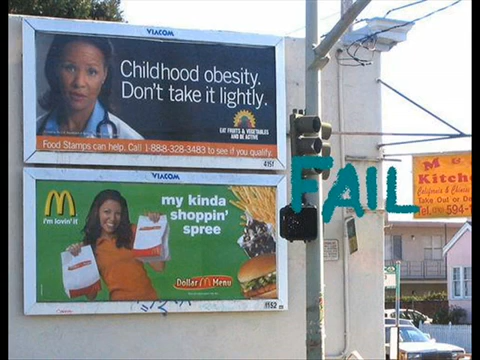 VIACOM
Childhood obesity.
Don't take it lightly.
EAT FRUITS & VEGETABLES
AND BE ACTIVE
Food Stamps can help. Call 1-888-328-3483 to see if you qualify.
VIACOM
M
i'm lovin' it
my kinda
shoppin'
spree
Dollar Menu
FAIL
Kitch
Take Out or
Tel.